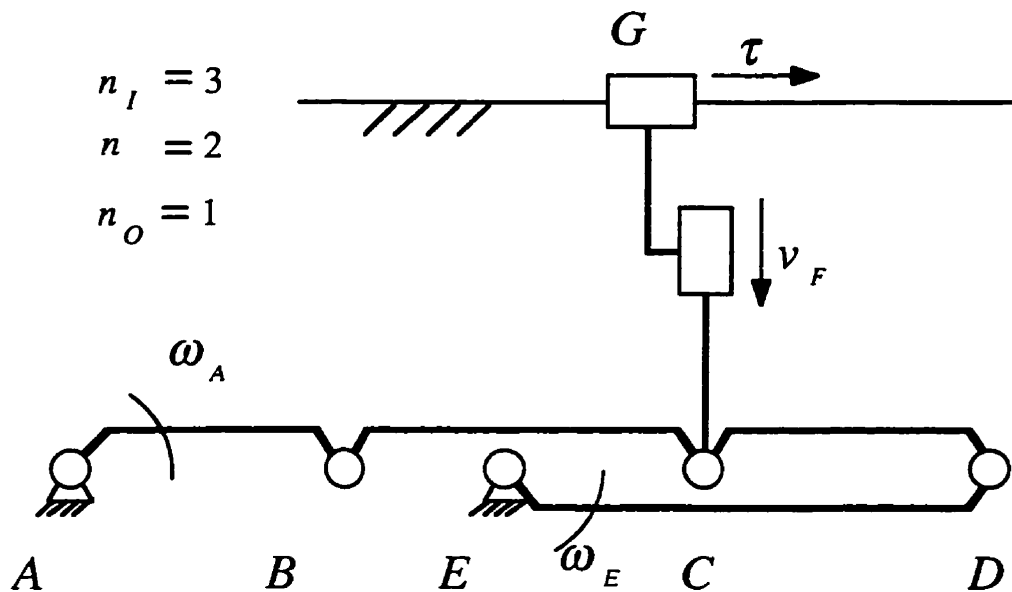 G
τ
n_I = 3
n = 2
n_O = 1
v_F
ω_A
ω_E
A B E C D